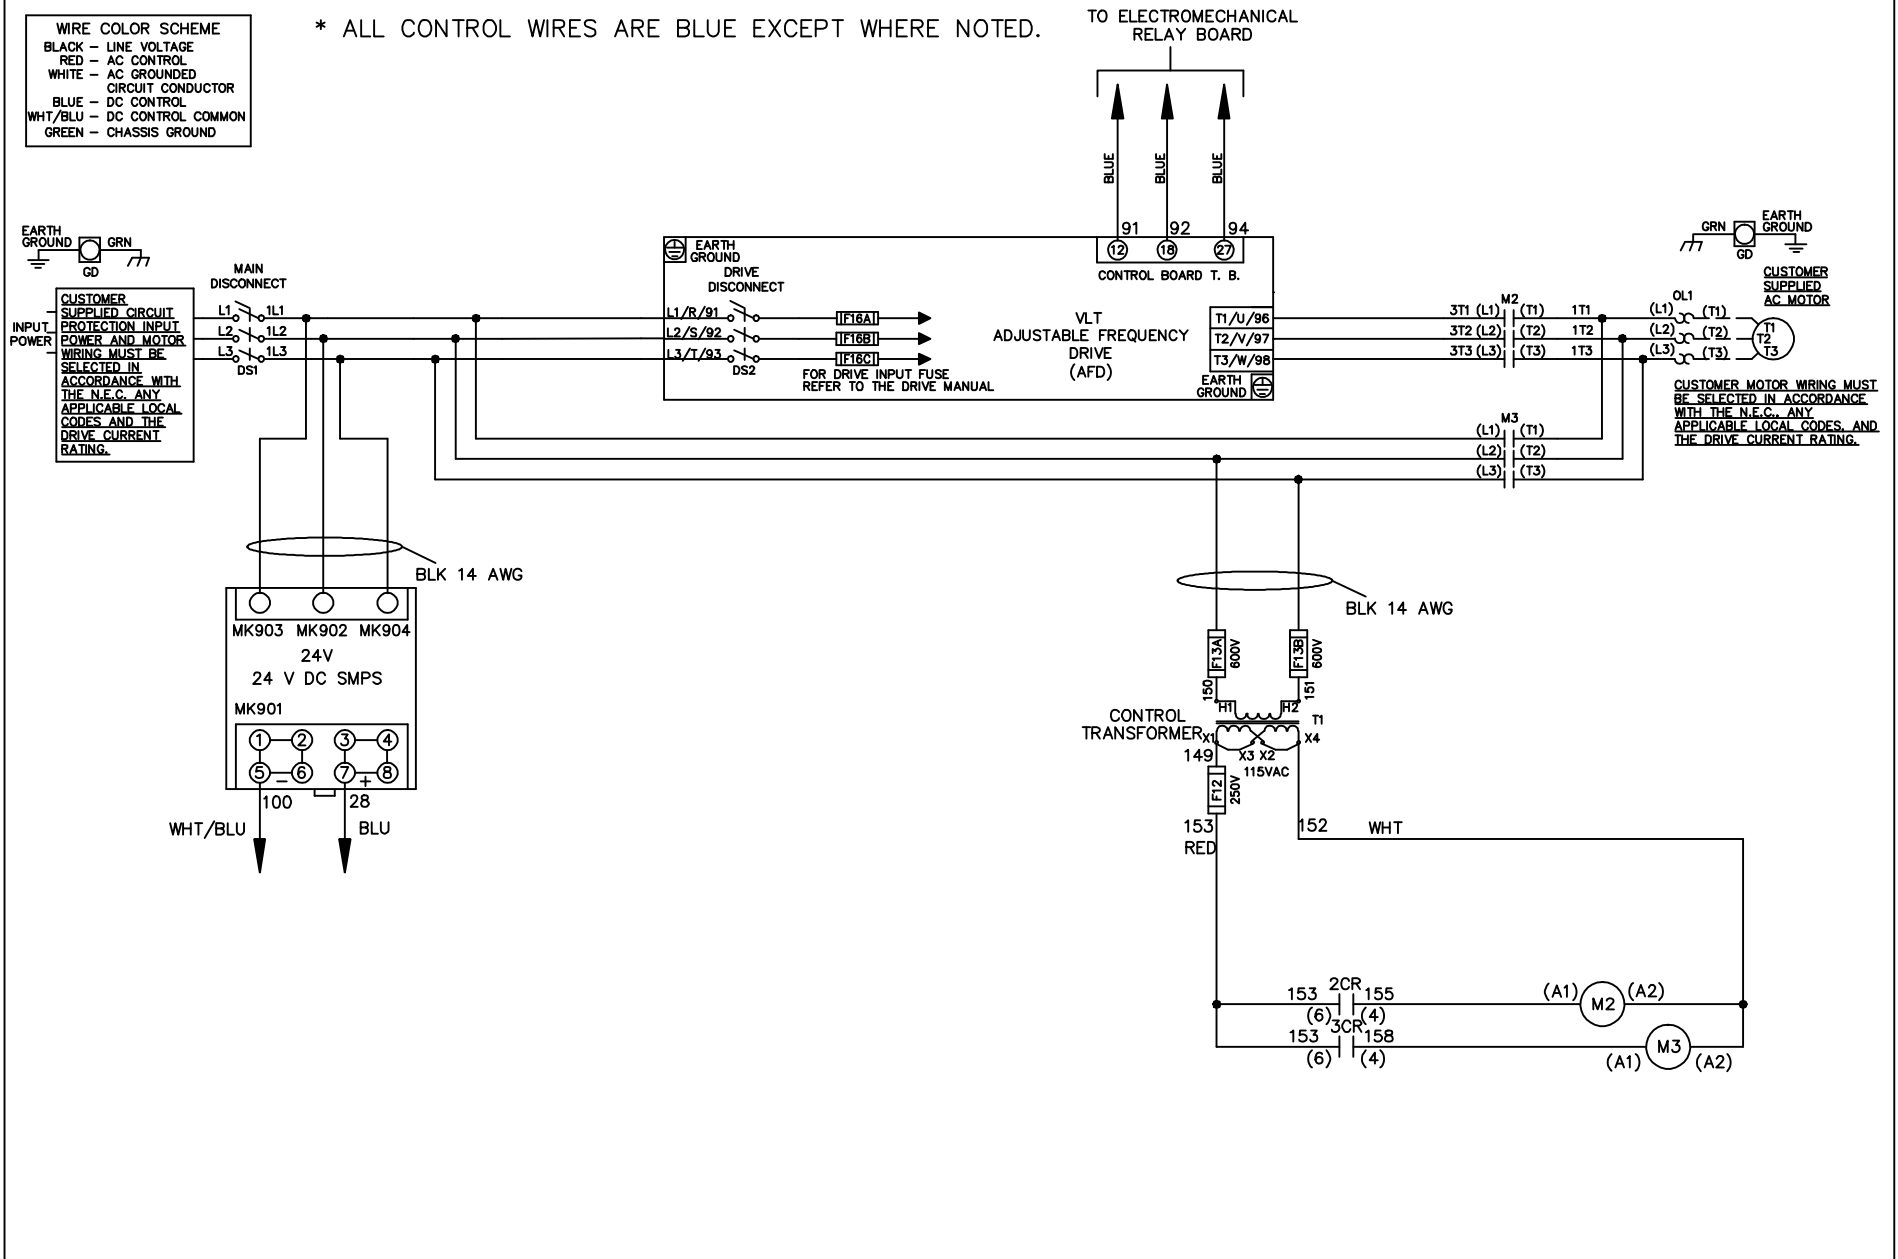 WIRE COLOR SCHEME
BLACK – LINE VOLTAGE
RED – AC CONTROL
WHITE – AC GROUNDED
CIRCUIT CONDUCTOR
BLUE – DC CONTROL
WHT/BLU – DC CONTROL COMMON
GREEN – CHASSIS GROUND
* ALL CONTROL WIRES ARE BLUE EXCEPT WHERE NOTED.
TO ELECTROMECHANICAL
RELAY BOARD
BLUE
BLUE
BLUE
91
92
94
12
18
27
CONTROL BOARD T. B.
EARTH
GROUND
GRN
GD
INPUT
POWER
CUSTOMER
SUPPLIED CIRCUIT
PROTECTION INPUT
POWER AND MOTOR
WIRING MUST BE
SELECTED IN
ACCORDANCE WITH
THE N.E.C. ANY
APPLICABLE LOCAL
CODES AND THE
DRIVE CURRENT
RATING.
MAIN
DISCONNECT
L1 1L1
L2 1L2
L3 1L3
DS1
EARTH
GROUND
DRIVE
DISCONNECT
L1/R/91
L2/S/92
L3/T/93
DS2
F16A
F16B
F16C
FOR DRIVE INPUT FUSE
REFER TO THE DRIVE MANUAL
VLT
ADJUSTABLE FREQUENCY
DRIVE
(AFD)
T1/U/96
T2/V/97
T3/W/98
EARTH
GROUND
M2
3T1 (L1) (T1) 1T1
3T2 (L2) (T2) 1T2
3T3 (L3) (T3) 1T3
M3
(L1) (T1)
(L2) (T2)
(L3) (T3)
OL1
(L1) (T1)
(L2) (T2)
(L3) (T3)
T1
T2
T3
GRN
GD
EARTH
GROUND
CUSTOMER
SUPPLIED
AC MOTOR
CUSTOMER MOTOR WIRING MUST
BE SELECTED IN ACCORDANCE
WITH THE N.E.C., ANY
APPLICABLE LOCAL CODES, AND
THE DRIVE CURRENT RATING.
BLK 14 AWG
MK903 MK902 MK904
24V
24 V DC SMPS
MK901
1 2 3 4
5 6 7 8
– +
100
28
WHT/BLU
BLU
BLK 14 AWG
F13A
600V
F13B
600V
150
151
H1
H2
T1
CONTROL
TRANSFORMER
X1
X3 X2
X4
115VAC
149
F12
250V
153
RED
152
WHT
2CR
153 155
(6) (4)
(A1) M2 (A2)
3CR
153 158
(6) (4)
(A1) M3 (A2)